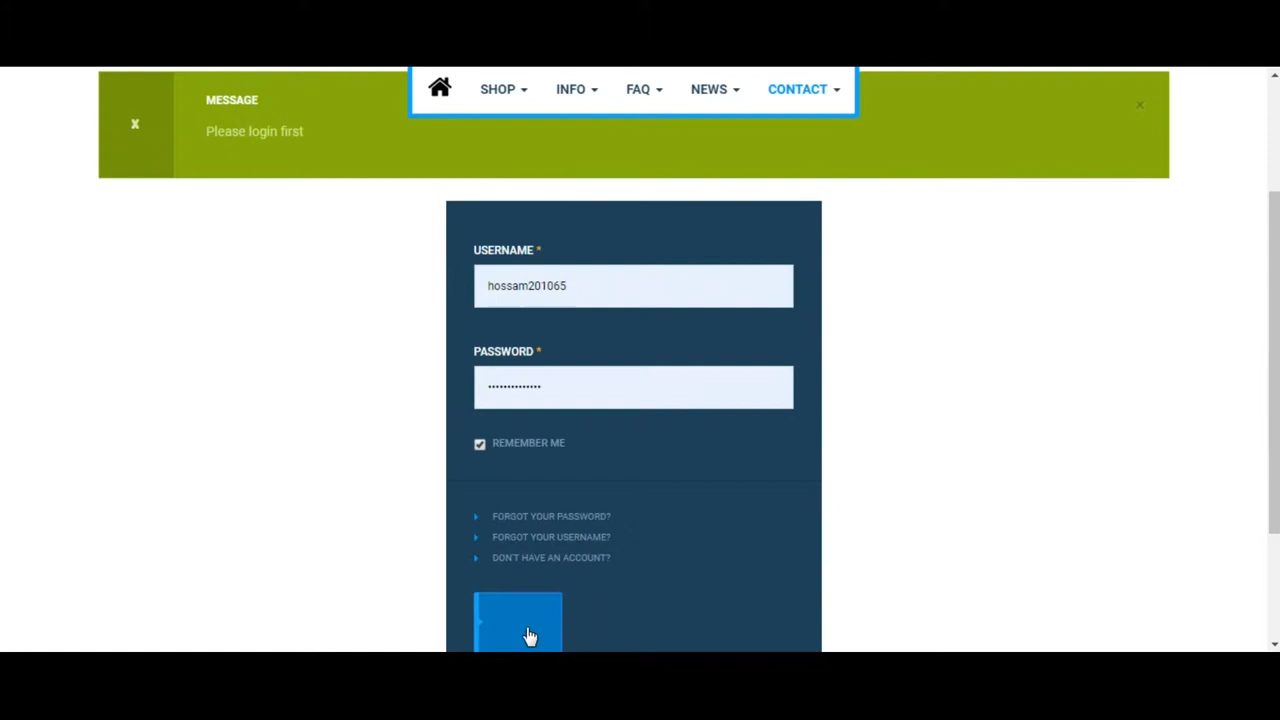 SHOP INFO FAQ NEWS CONTACT
MESSAGE
X
Please login first
×
USERNAME *
hossam201065
PASSWORD *
••••••••••••••
REMEMBER ME
FORGOT YOUR PASSWORD?
FORGOT YOUR USERNAME?
DON'T HAVE AN ACCOUNT?